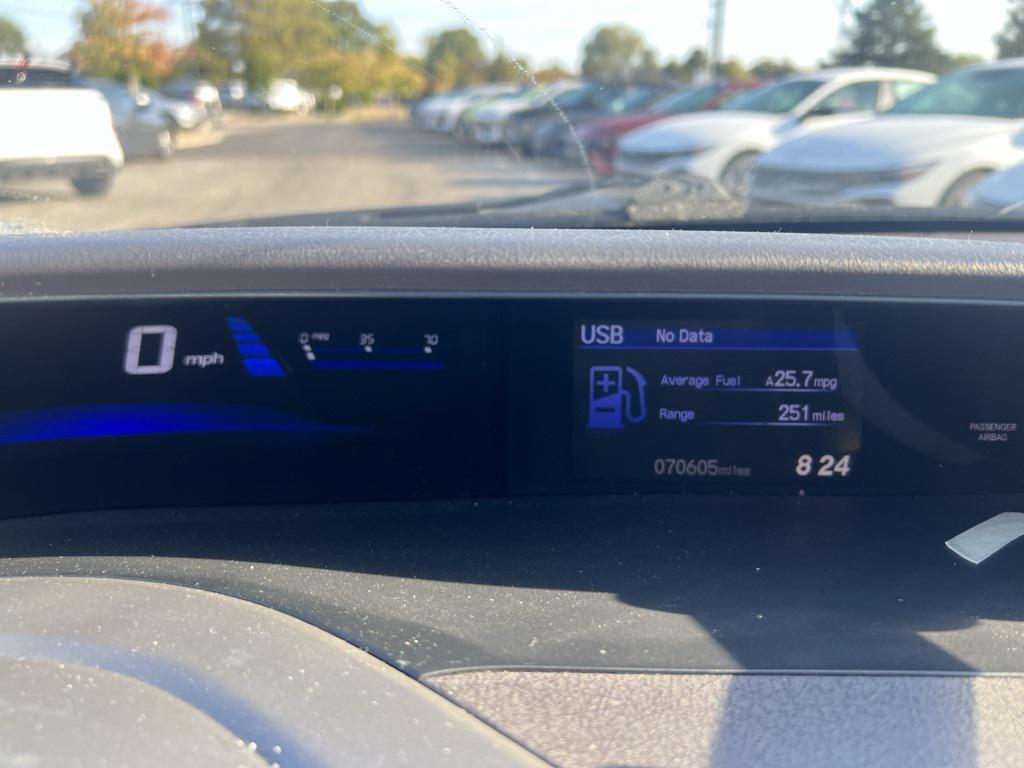 0 mph
0 mpg 35 70
USB No Data
Average Fuel A25.7mpg
Range 251 miles
070605miles 8 24
PASSENGER
AIRBAG